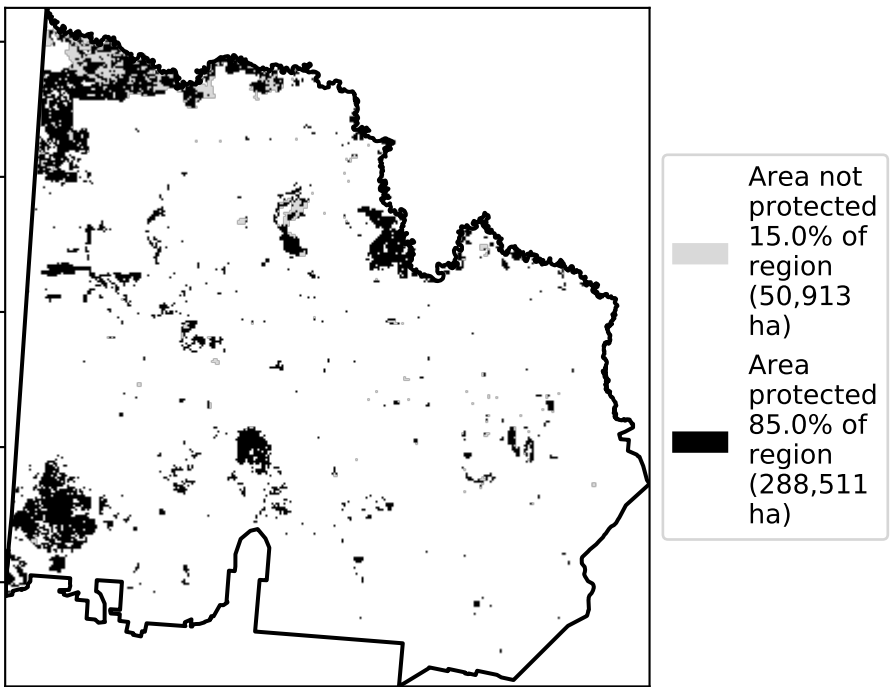 Area not
protected
15.0% of
region
(50,913
ha)
Area
protected
85.0% of
region
(288,511
ha)